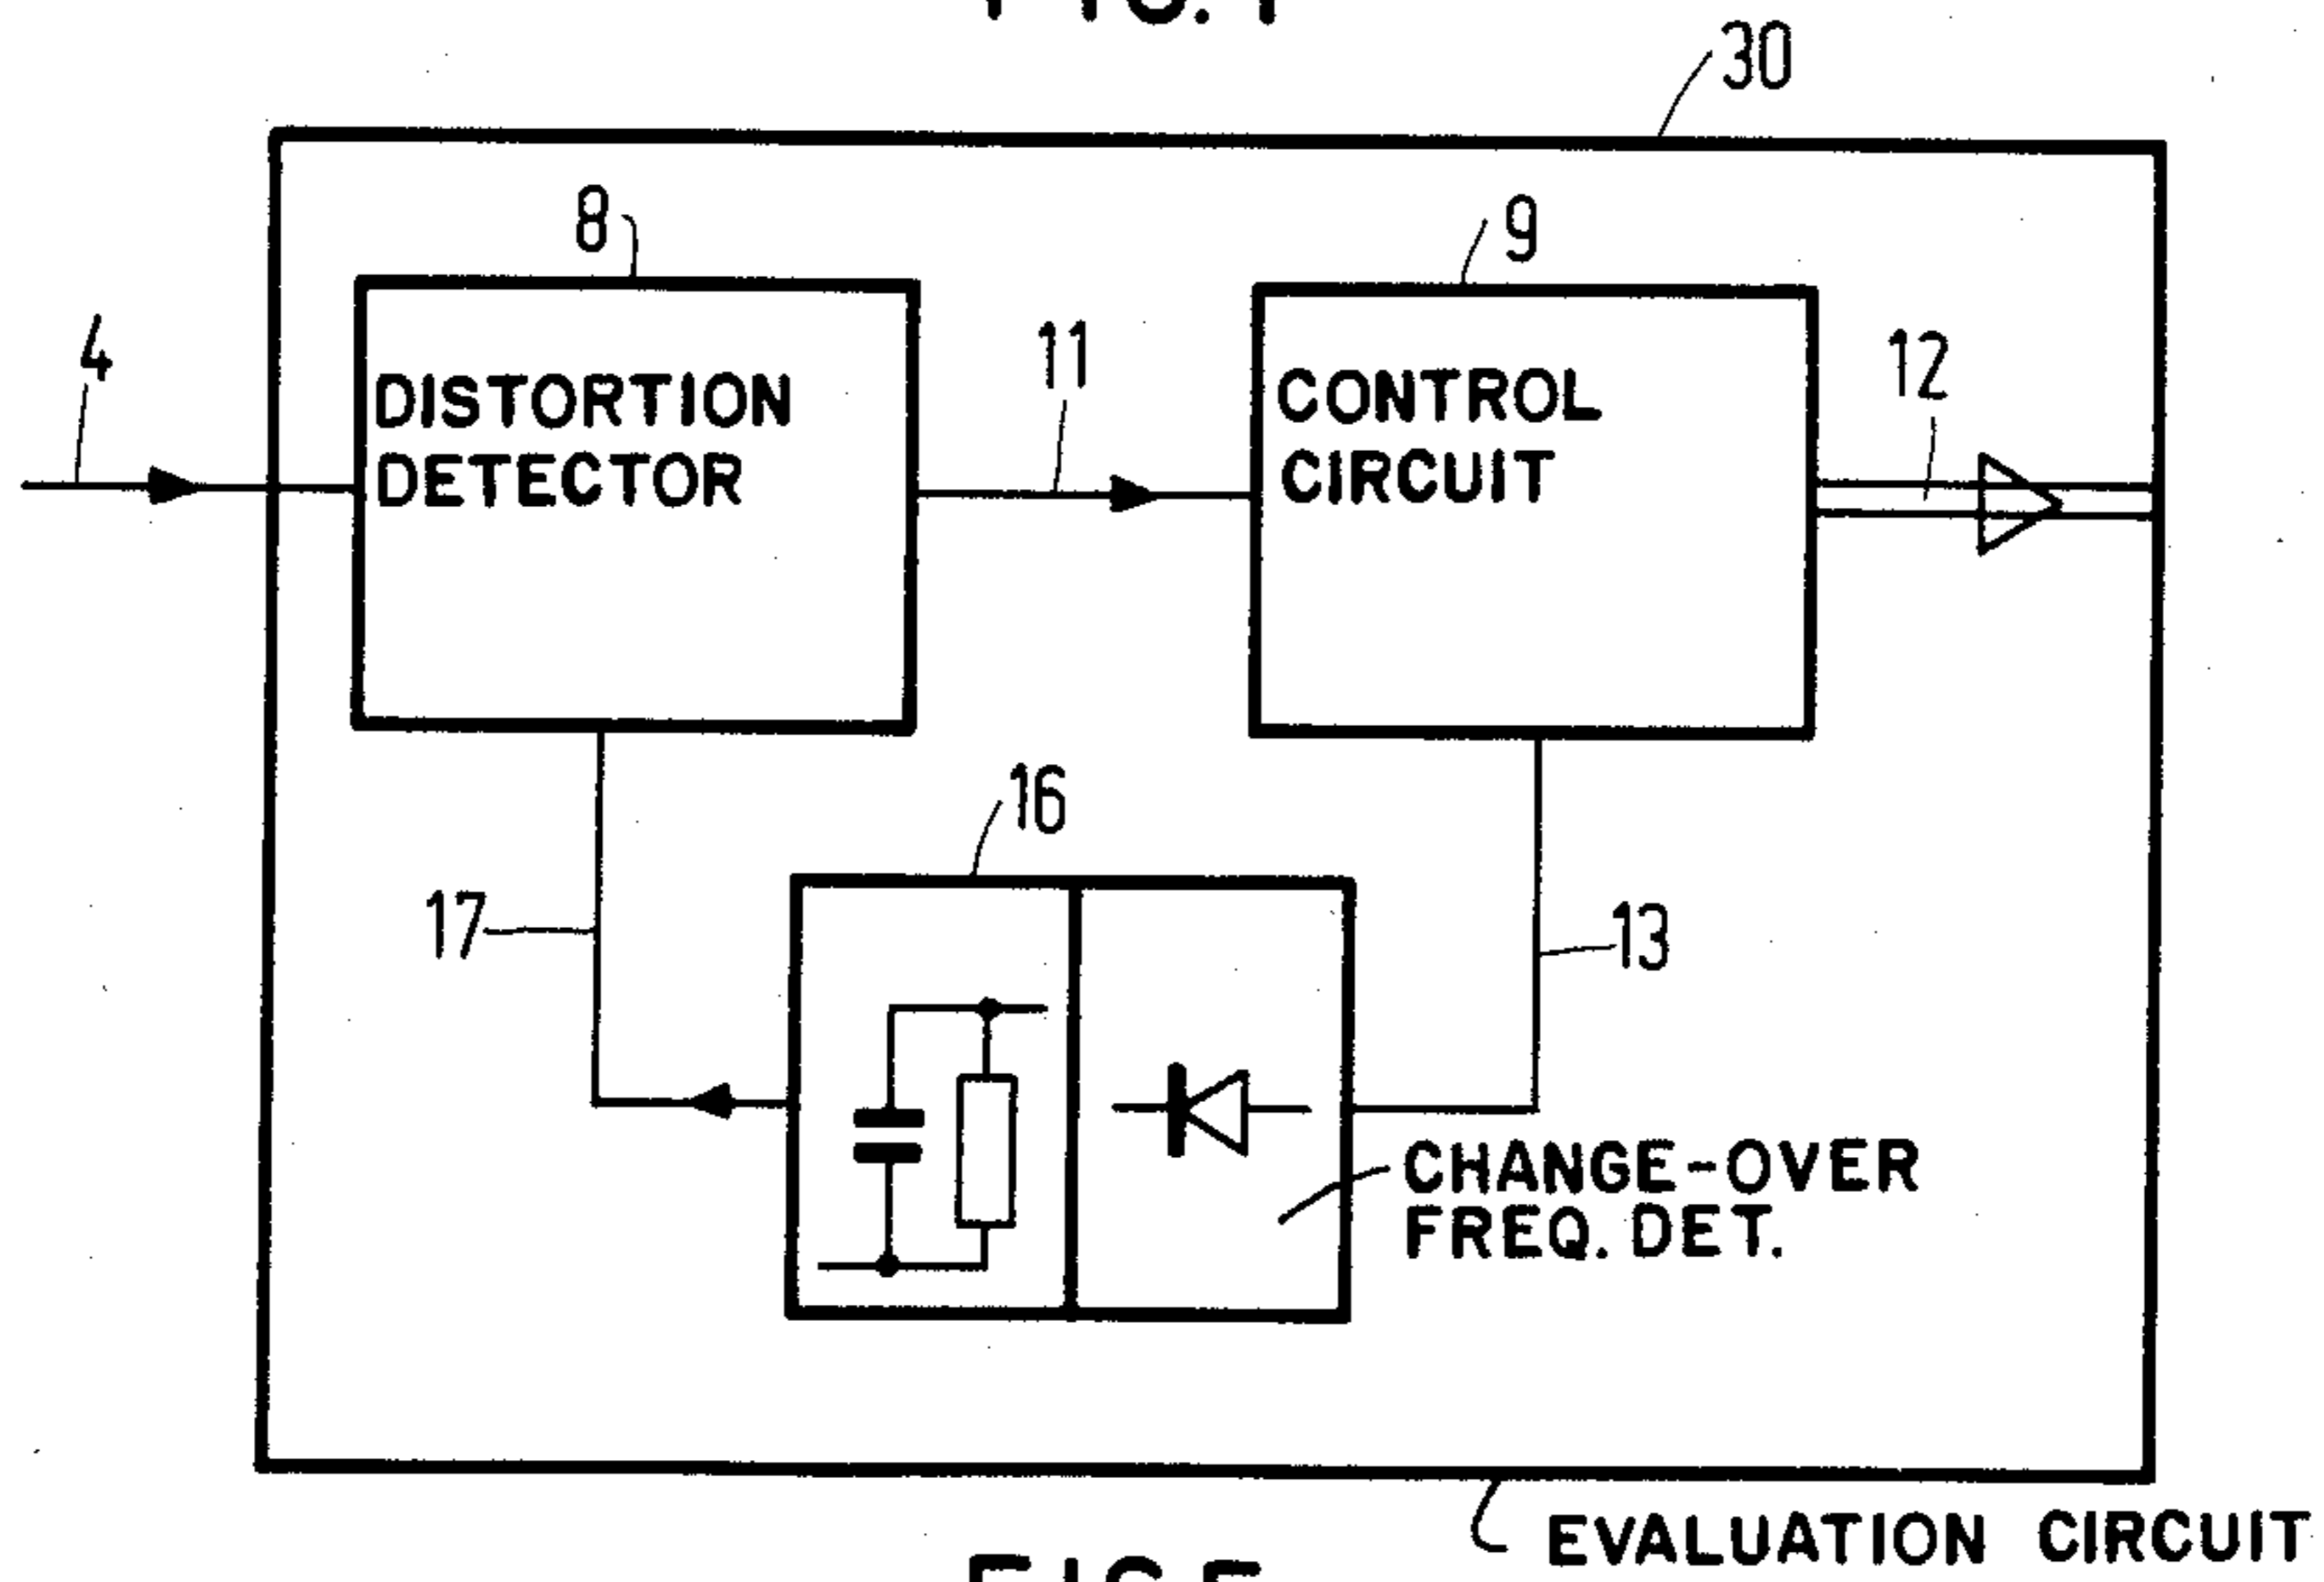 30
8
9
4
11
12
DISTORTION
DETECTOR
CONTROL
CIRCUIT
16
17
13
CHANGE-OVER
FREQ. DET.
EVALUATION CIRCUIT